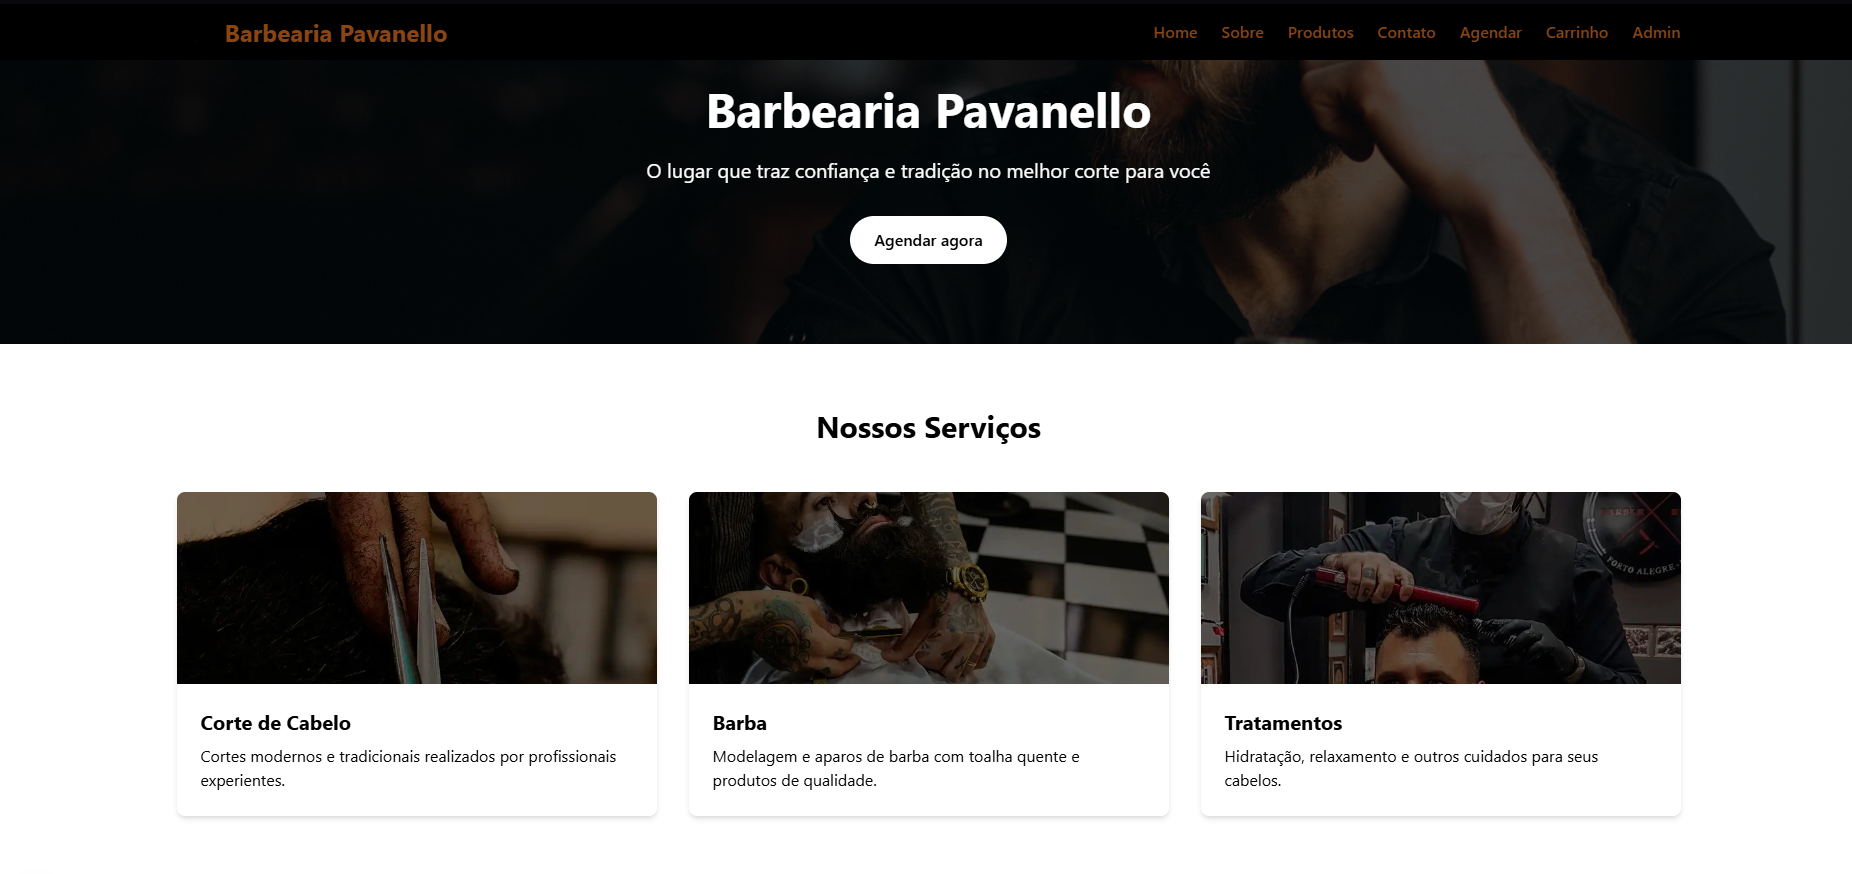 Barbearia Pavanello
Home Sobre Produtos Contato Agendar Carrinho Admin
Barbearia Pavanello
O lugar que traz confiança e tradição no melhor corte para você
Agendar agora
Nossos Serviços
PORTO ALEGRE -
Corte de Cabelo
Cortes modernos e tradicionais realizados por profissionais
experientes.
Barba
Modelagem e aparos de barba com toalha quente e
produtos de qualidade.
Tratamentos
Hidratação, relaxamento e outros cuidados para seus
cabelos.